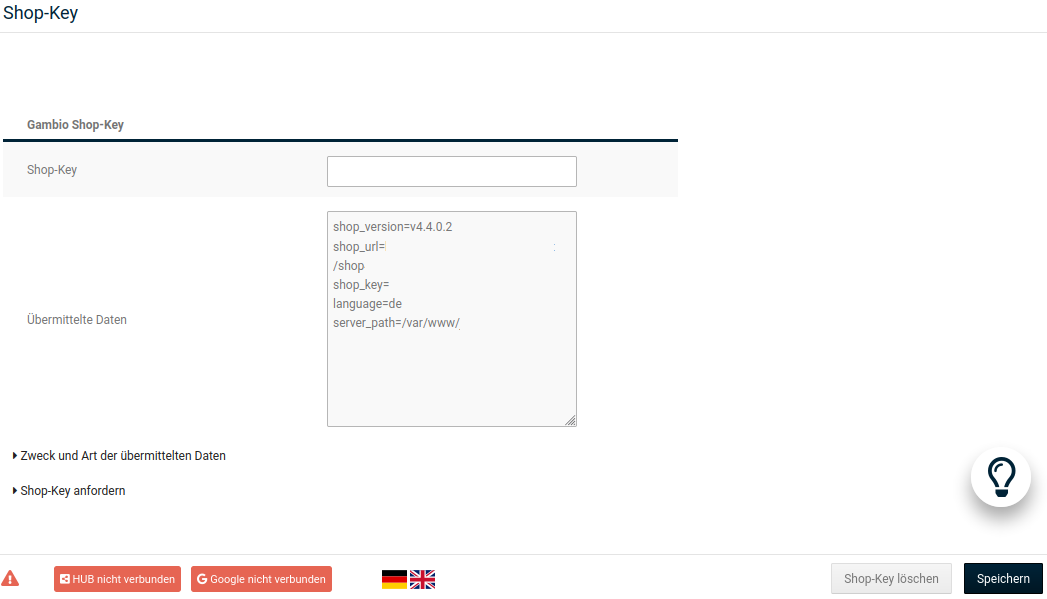 Shop-Key
Gambio Shop-Key
Shop-Key
shop_version=v4.4.0.2
shop_url=
/shop
shop_key=
language=de
server_path=/var/www/
Übermittelte Daten
Zweck und Art der übermittelten Daten
Shop-Key anfordern
HUB nicht verbunden
Google nicht verbunden
Shop-Key löschen
Speichern